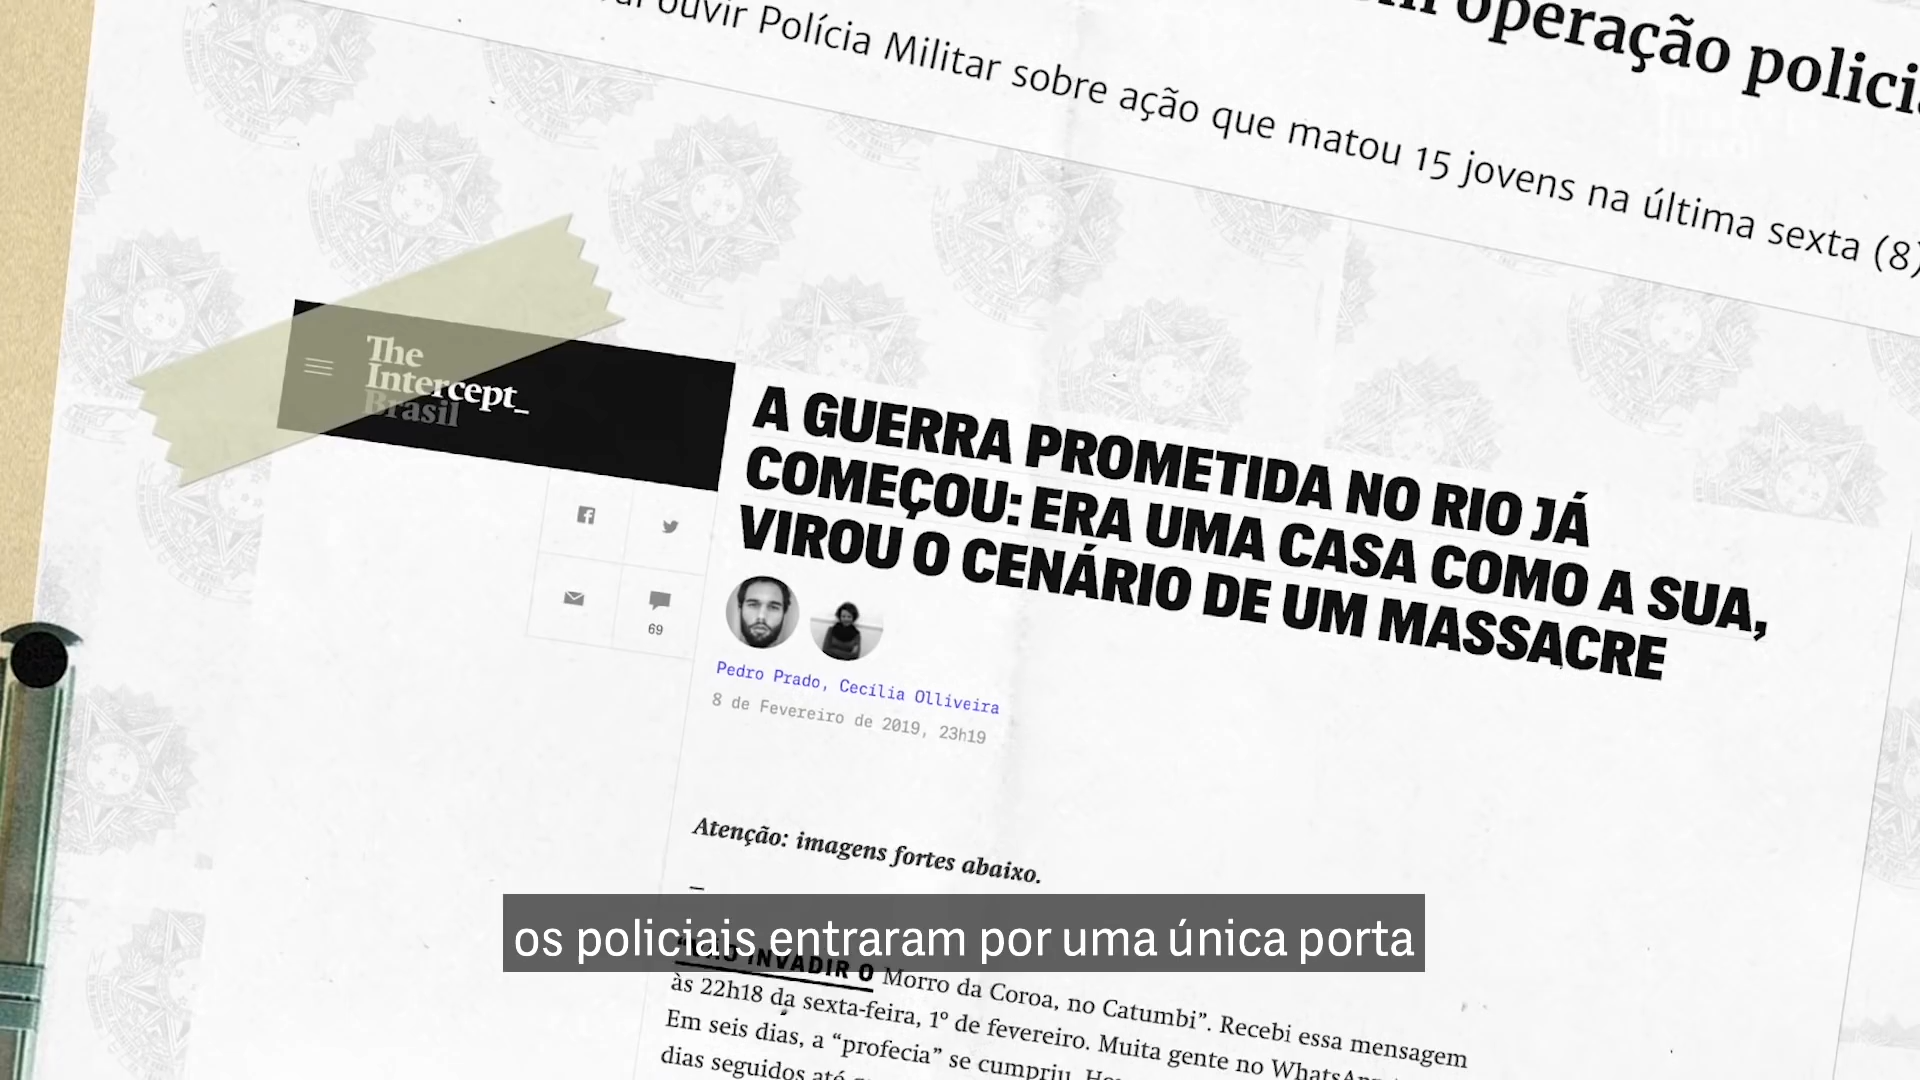 operação
ouvir Polícia Militar sobre ação que matou 15 jovens na última sexta (8)
The
Intercept_
Brasil
A GUERRA PROMETIDA NO RIO JÁ
COMEÇOU: ERA UMA CASA COMO A SUA,
VIROU O CENÁRIO DE UM MASSACRE
69
Pedro Prado, Cecília Olliveira
8 de Fevereiro de 2019, 23h19
Atenção: imagens fortes abaixo.
–
os policiais entraram por uma única porta
INVADIR O Morro da Coroa, no Catumbi”. Recebi essa mensagem
às 22h18 da sexta-feira, 1º de fevereiro. Muita gente no
Em seis dias, a “profecia” se cumpriu.
dias seguidos até